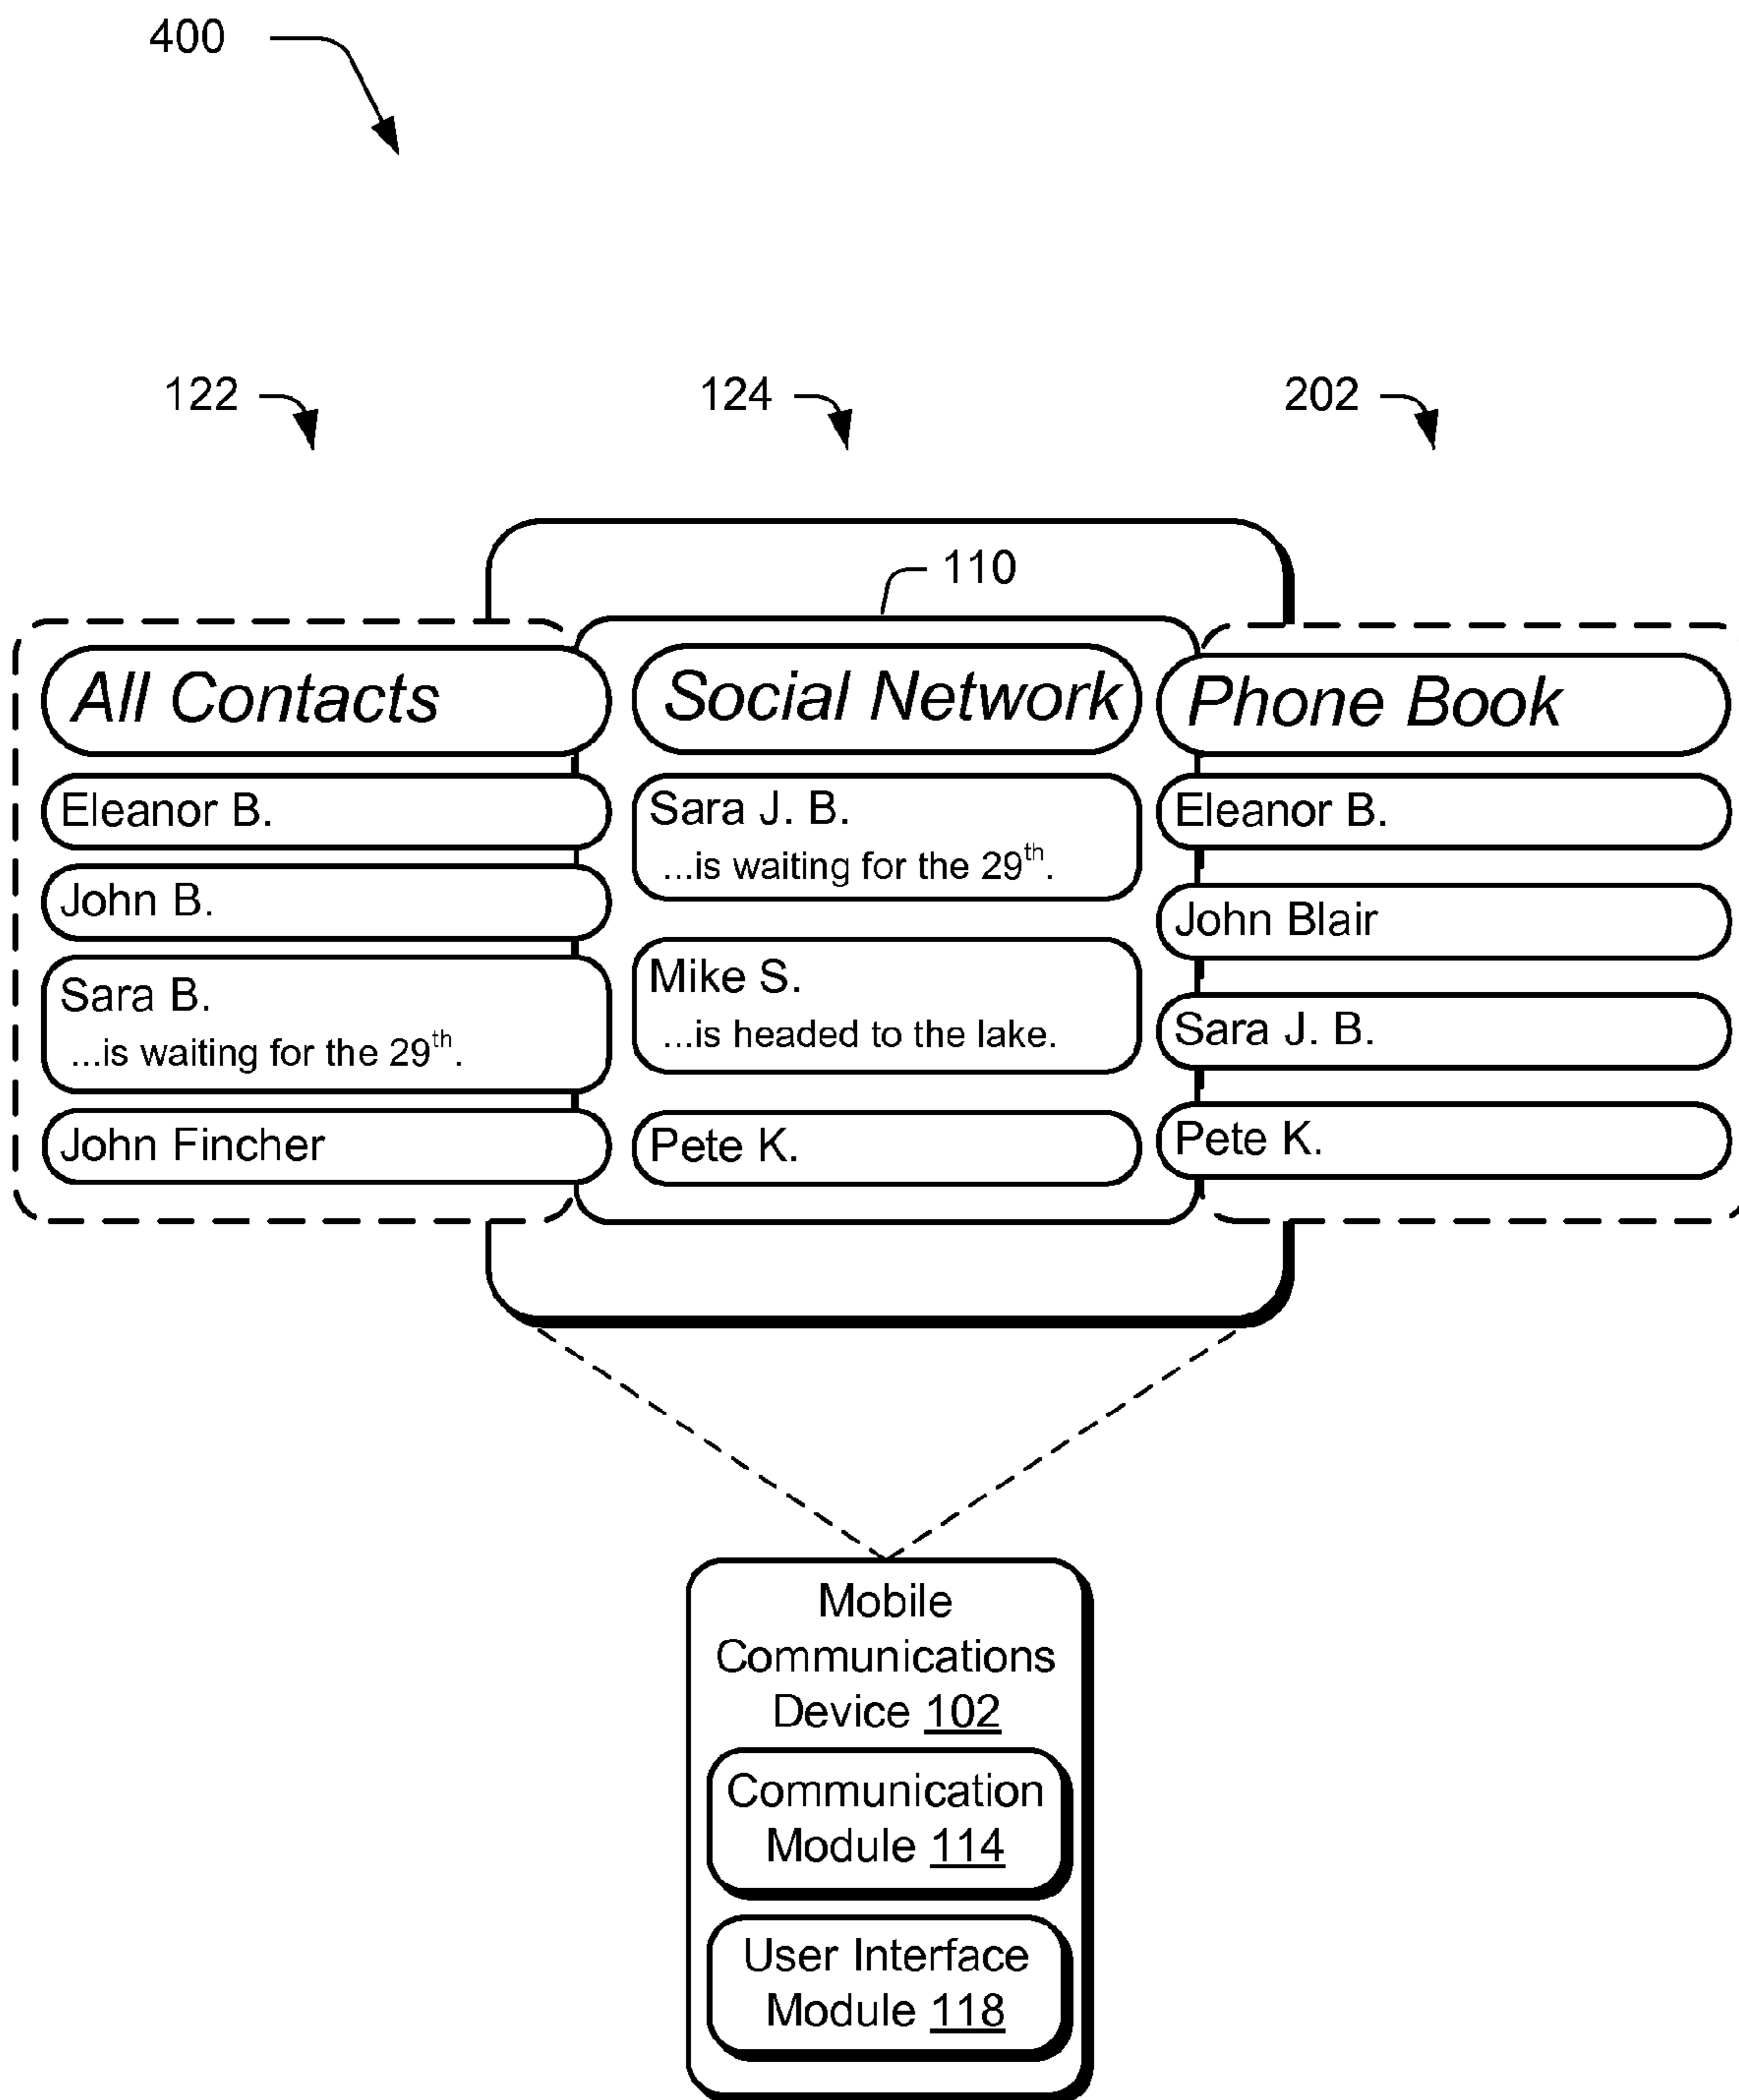 400
122
124
202
110
All Contacts
Eleanor B.
John B.
Sara B.
...is waiting for the 29th.
John Fincher
Social Network
Sara J. B.
...is waiting for the 29th.
Mike S.
...is headed to the lake.
Pete K.
Phone Book
Eleanor B.
John Blair
Sara J. B.
Pete K.
Mobile
Communications
Device 102
Communication
Module 114
User Interface
Module 118